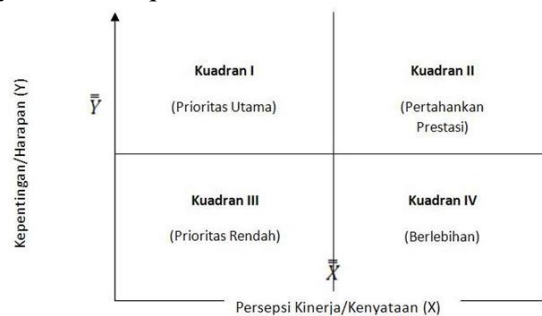 Kepentingan/Harapan (Y)
Y̿
Kuadran I
(Prioritas Utama)
Kuadran II
(Pertahankan
Prestasi)
Kuadran III
(Prioritas Rendah)
Kuadran IV
(Berlebihan)
X̿
Persepsi Kinerja/Kenyataan (X)